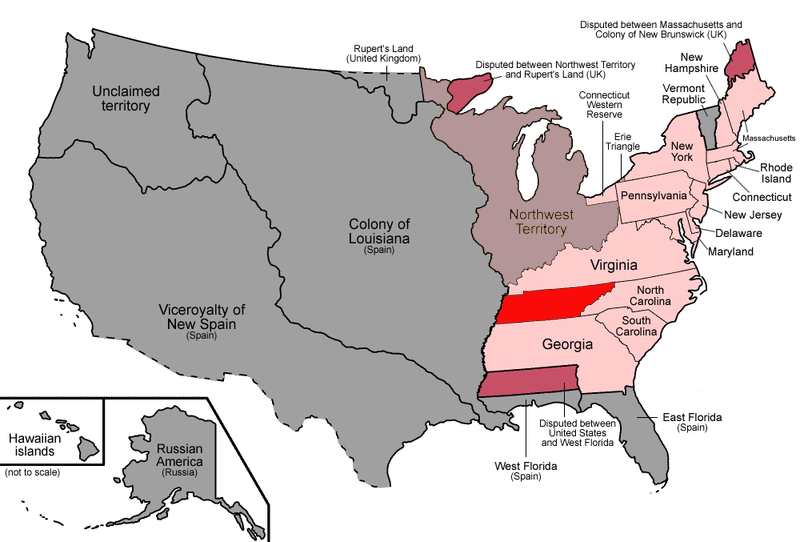 Disputed between Massachusetts and
Colony of New Brunswick (UK)
Rupert's Land
(United Kingdom)
Disputed between Northwest Territory
and Rupert's Land (UK)
New
Hampshire
Vermont
Republic
Unclaimed
territory
Connecticut
Western
Reserve
Erie
Triangle
Massachusetts
New
York
Rhode
Island
Connecticut
Pennsylvania
New Jersey
Northwest
Territory
Delaware
Maryland
Colony of
Louisiana
(Spain)
Virginia
North
Carolina
Viceroyalty of
New Spain
(Spain)
South
Carolina
Georgia
East Florida
(Spain)
Disputed between
United States
and West Florida
West Florida
(Spain)
Hawaiian
islands
(not to scale)
Russian
America
(Russia)